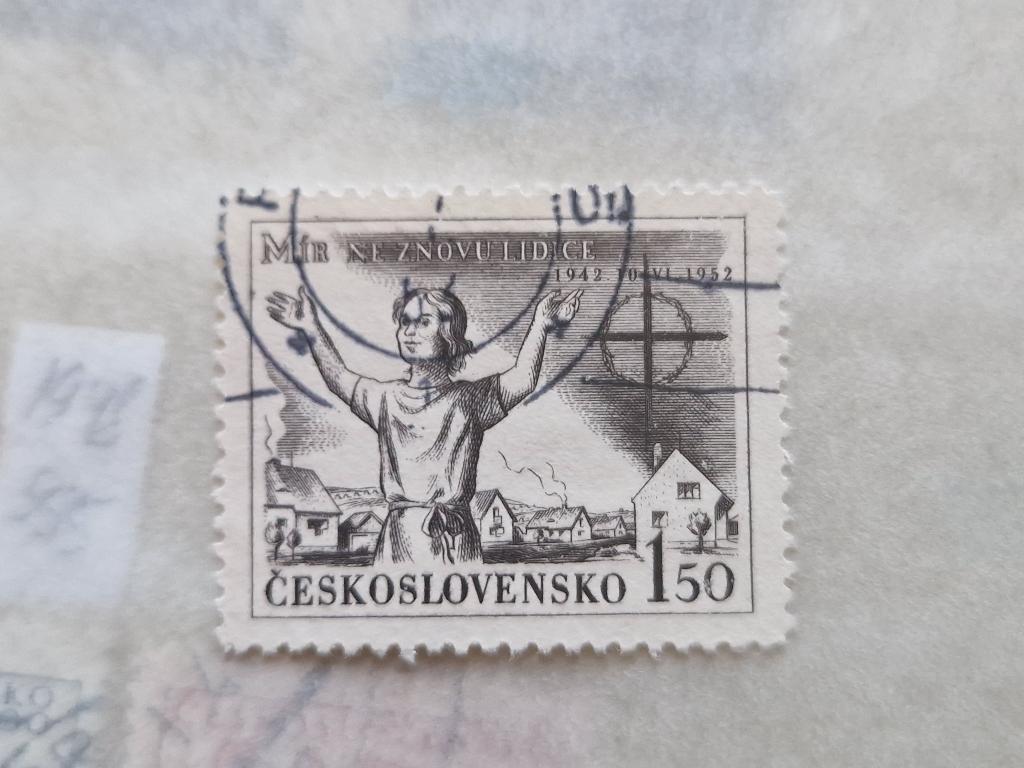 MÍR NE ZNOVU LIDICE
1942 10•VI•1952
ČESKOSLOVENSKO 1 50